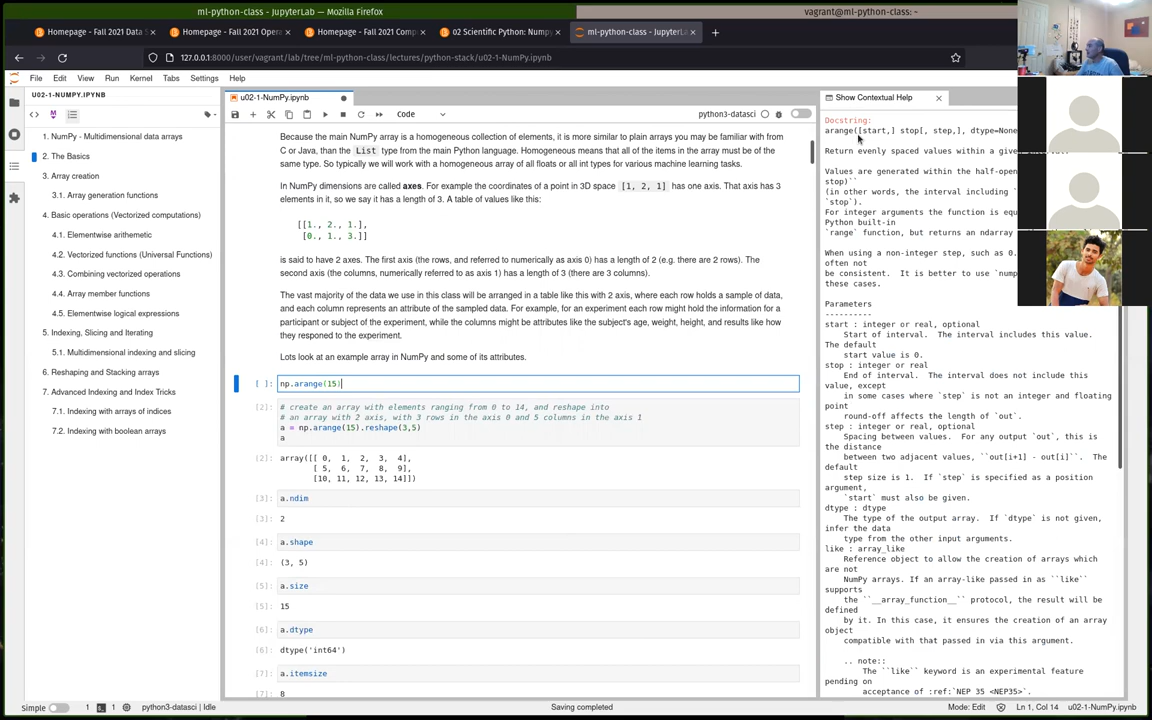 ml-python-class - JupyterLab - Mozilla Firefox
vagrant@ml-python-class: ~
Homepage - Fall 2021 Data S
Homepage - Fall 2021 Opera
Homepage - Fall 2021 Comp
02 Scientific Python: Nump
ml-python-class - JupyterLa
127.0.0.1:8000/user/vagrant/lab/tree/ml-python-class/lectures/python-stack/u02-1-NumPy.ipynb
File Edit View Run Kernel Tabs Settings Help
U02-1-NUMPY.IPYNB
1. NumPy - Multidimensional data arrays
2. The Basics
3. Array creation
3.1. Array generation functions
4. Basic operations (Vectorized computations)
4.1. Elementwise arithemetic
4.2. Vectorized functions (Universal Functions)
4.3. Combining vectorized operations
4.4. Array member functions
4.5. Elementwise logical expressions
5. Indexing, Slicing and Iterating
5.1. Multidimensional indexing and slicing
6. Reshaping and Stacking arrays
7. Advanced Indexing and Index Tricks
7.1. Indexing with arrays of indices
7.2. Indexing with boolean arrays
u02-1-NumPy.ipynb
Code
python3-datasci
Because the main NumPy array is a homogeneous collection of elements, it is more similar to plain arrays you may be familiar with from
C or Java, than the List type from the main Python language. Homogeneous means that all of the items in the array must be of the
same type. So typically we will work with a homogeneous array of all floats or all int types for various machine learning tasks.
In NumPy dimensions are called axes. For example the coordinates of a point in 3D space [1, 2, 1] has one axis. That axis has 3
elements in it, so we say it has a length of 3. A table of values like this:
[[1., 2., 1.],
[0., 1., 3.]]
is said to have 2 axes. The first axis (the rows, and referred to numerically as axis 0) has a length of 2 (e.g. there are 2 rows). The
second axis (the columns, numerically referred to as axis 1) has a length of 3 (there are 3 columns).
The vast majority of the data we use in this class will be arranged in a table like this with 2 axis, where each row holds a sample of data,
and each column represents an attribute of the sampled data. For example, for an experiment each row might hold the information for a
participant or subject of the experiment, while the columns might be attributes like the subject's age, weight, height, and results like how
they responded to the experiment.
Lots look at an example array in NumPy and some of its attributes.
[ ]: np.arange(15)
[2]: # create an array with elements ranging from 0 to 14, and reshape into
# an array with 2 axis, with 3 rows in the axis 0 and 5 columns in the axis 1
a = np.arange(15).reshape(3,5)
a
[2]: array([[ 0, 1, 2, 3, 4],
[ 5, 6, 7, 8, 9],
[10, 11, 12, 13, 14]])
[3]: a.ndim
[3]: 2
[4]: a.shape
[4]: (3, 5)
[5]: a.size
[5]: 15
[6]: a.dtype
[6]: dtype('int64')
[7]: a.itemsize
[7]: 8
Show Contextual Help
Docstring:
arange([start,] stop[, step,], dtype=None
Return evenly spaced values within a give
Values are generated within the half-open
stop)``
(in other words, the interval including `
`stop`).
For integer arguments the function is equ
Python built-in
`range` function, but returns an ndarray
When using a non-integer step, such as 0.
often not
be consistent. It is better to use `nump
these cases.
Parameters
----------
start : integer or real, optional
Start of interval. The interval includes this value.
The default
start value is 0.
stop : integer or real
End of interval. The interval does not include this
value, except
in some cases where `step` is not an integer and floating
point
round-off affects the length of `out`.
step : integer or real, optional
Spacing between values. For any output `out`, this is
the distance
between two adjacent values, ``out[i+1] - out[i]``. The
default
step size is 1. If `step` is specified as a position
argument,
`start` must also be given.
dtype : dtype
The type of the output array. If `dtype` is not given,
infer the data
type from the other input arguments.
like : array_like
Reference object to allow the creation of arrays which
are not
NumPy arrays. If an array-like passed in as ``like``
supports
the ``__array_function__`` protocol, the result will be
defined
by it. In this case, it ensures the creation of an array
object
compatible with that passed in via this argument.
.. note::
The ``like`` keyword is an experimental feature
pending on
acceptance of :ref:`NEP 35 <NEP35>`.
Simple 1 1 python3-datasci | Idle
Saving completed
Mode: Edit Ln 1, Col 14 u02-1-NumPy.ipynb